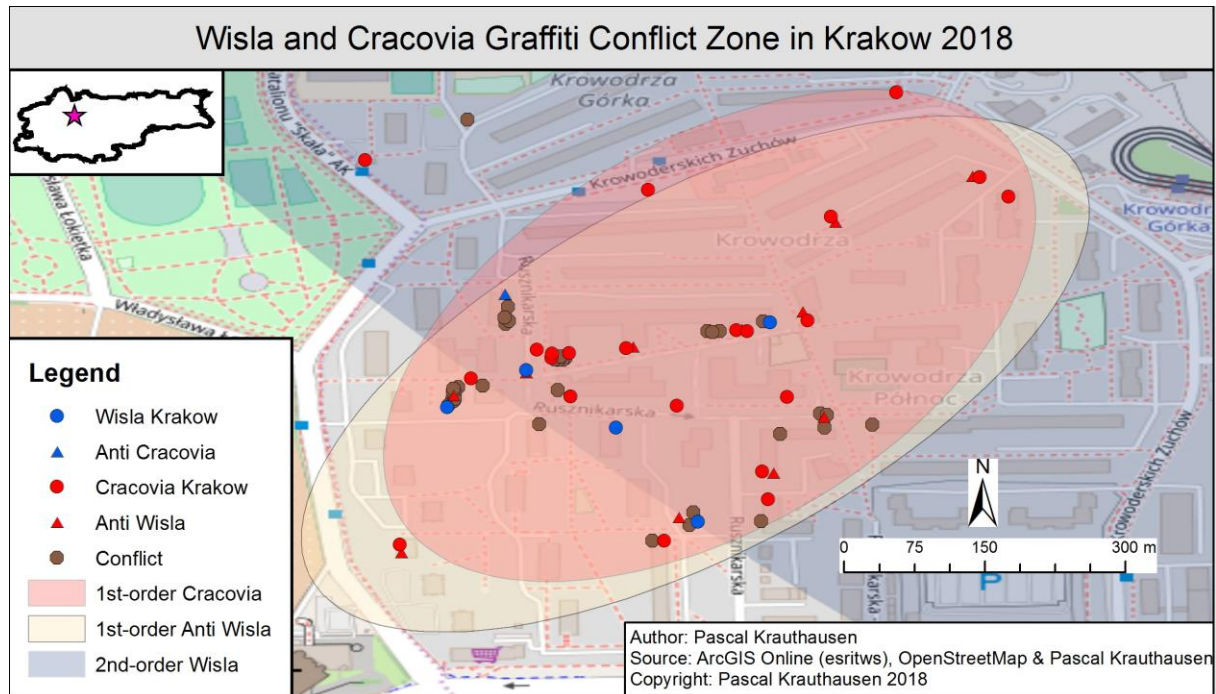 Wisla and Cracovia Graffiti Conflict Zone in Krakow 2018
Krowodrza
Górka
Batalionu "Skała" AK
Krowoderskich Zuchów
Władysława
Krowodrza
Górka
Rusznikarska
Krowodrza
Krowodrza
Północ
Rusznikarska
Krowoderskich Zuchów
Rusznikarska
P
N
0 75 150 300 m
Legend
Wisla Krakow
Anti Cracovia
Cracovia Krakow
Anti Wisla
Conflict
1st-order Cracovia
1st-order Anti Wisla
2nd-order Wisla
Author: Pascal Krauthausen
Source: ArcGIS Online (esritws), OpenStreetMap & Pascal Krauthausen
Copyright: Pascal Krauthausen 2018